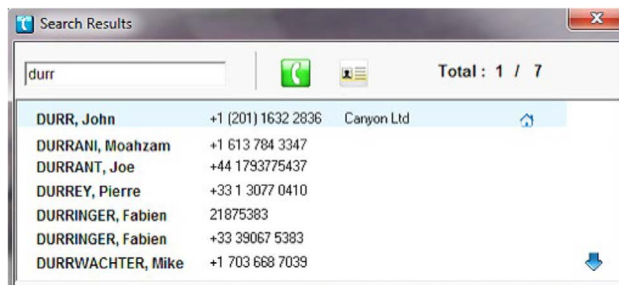 Search Results
durr
Total : 1 / 7
DURR, John +1 (201) 1632 2836 Canyon Ltd
DURRANI, Moahzam +1 613 784 3347
DURRANT, Joe +44 1793775437
DURREY, Pierre +33 1 3077 0410
DURRINGER, Fabien 21875383
DURRINGER, Fabien +33 39067 5383
DURRWACHTER, Mike +1 703 668 7039